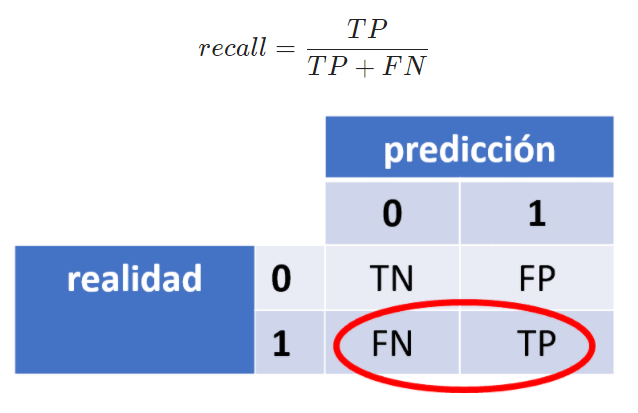 recall = TP / TP + FN
predicción
0 1
realidad 0 TN FP
1 FN TP